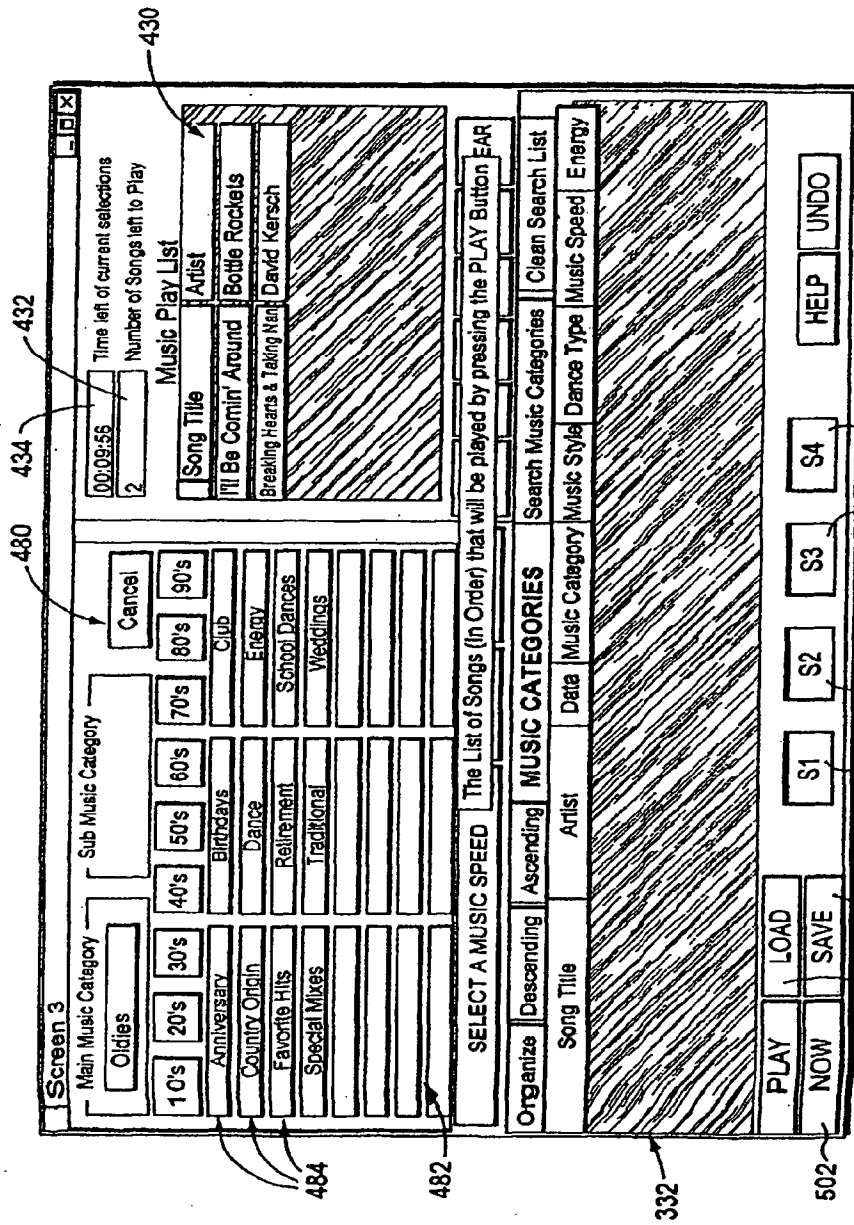 Screen 3
Main Music Category
Sub Music Category
Oldies
Cancel
10's 20's 30's 40's 50's 60's 70's 80's 90's
Anniversary Birthdays Club
Country Origin Dance Energy
Favorite Hits Retirement School Dances
Special Mixes Traditional Weddings
00:09:56 Time left of current selections
2 Number of Songs left to Play
Music Play List
Song Title Artist
I'll Be Comin' Around Bottle Rockets
Breaking Hearts & Taking Nan David Kersch
SELECT A MUSIC SPEED The List of Songs (In Order) that will be played by pressing the PLAY Button EAR
Organize Descending Ascending MUSIC CATEGORIES Search Music Categories Clean Search List
Song Title Artist Data Music Category Music Style Dance Type Music Speed Energy
PLAY LOAD
NOW SAVE
S1 S2 S3 S4
HELP UNDO
480
434
432
430
484
482
332
502